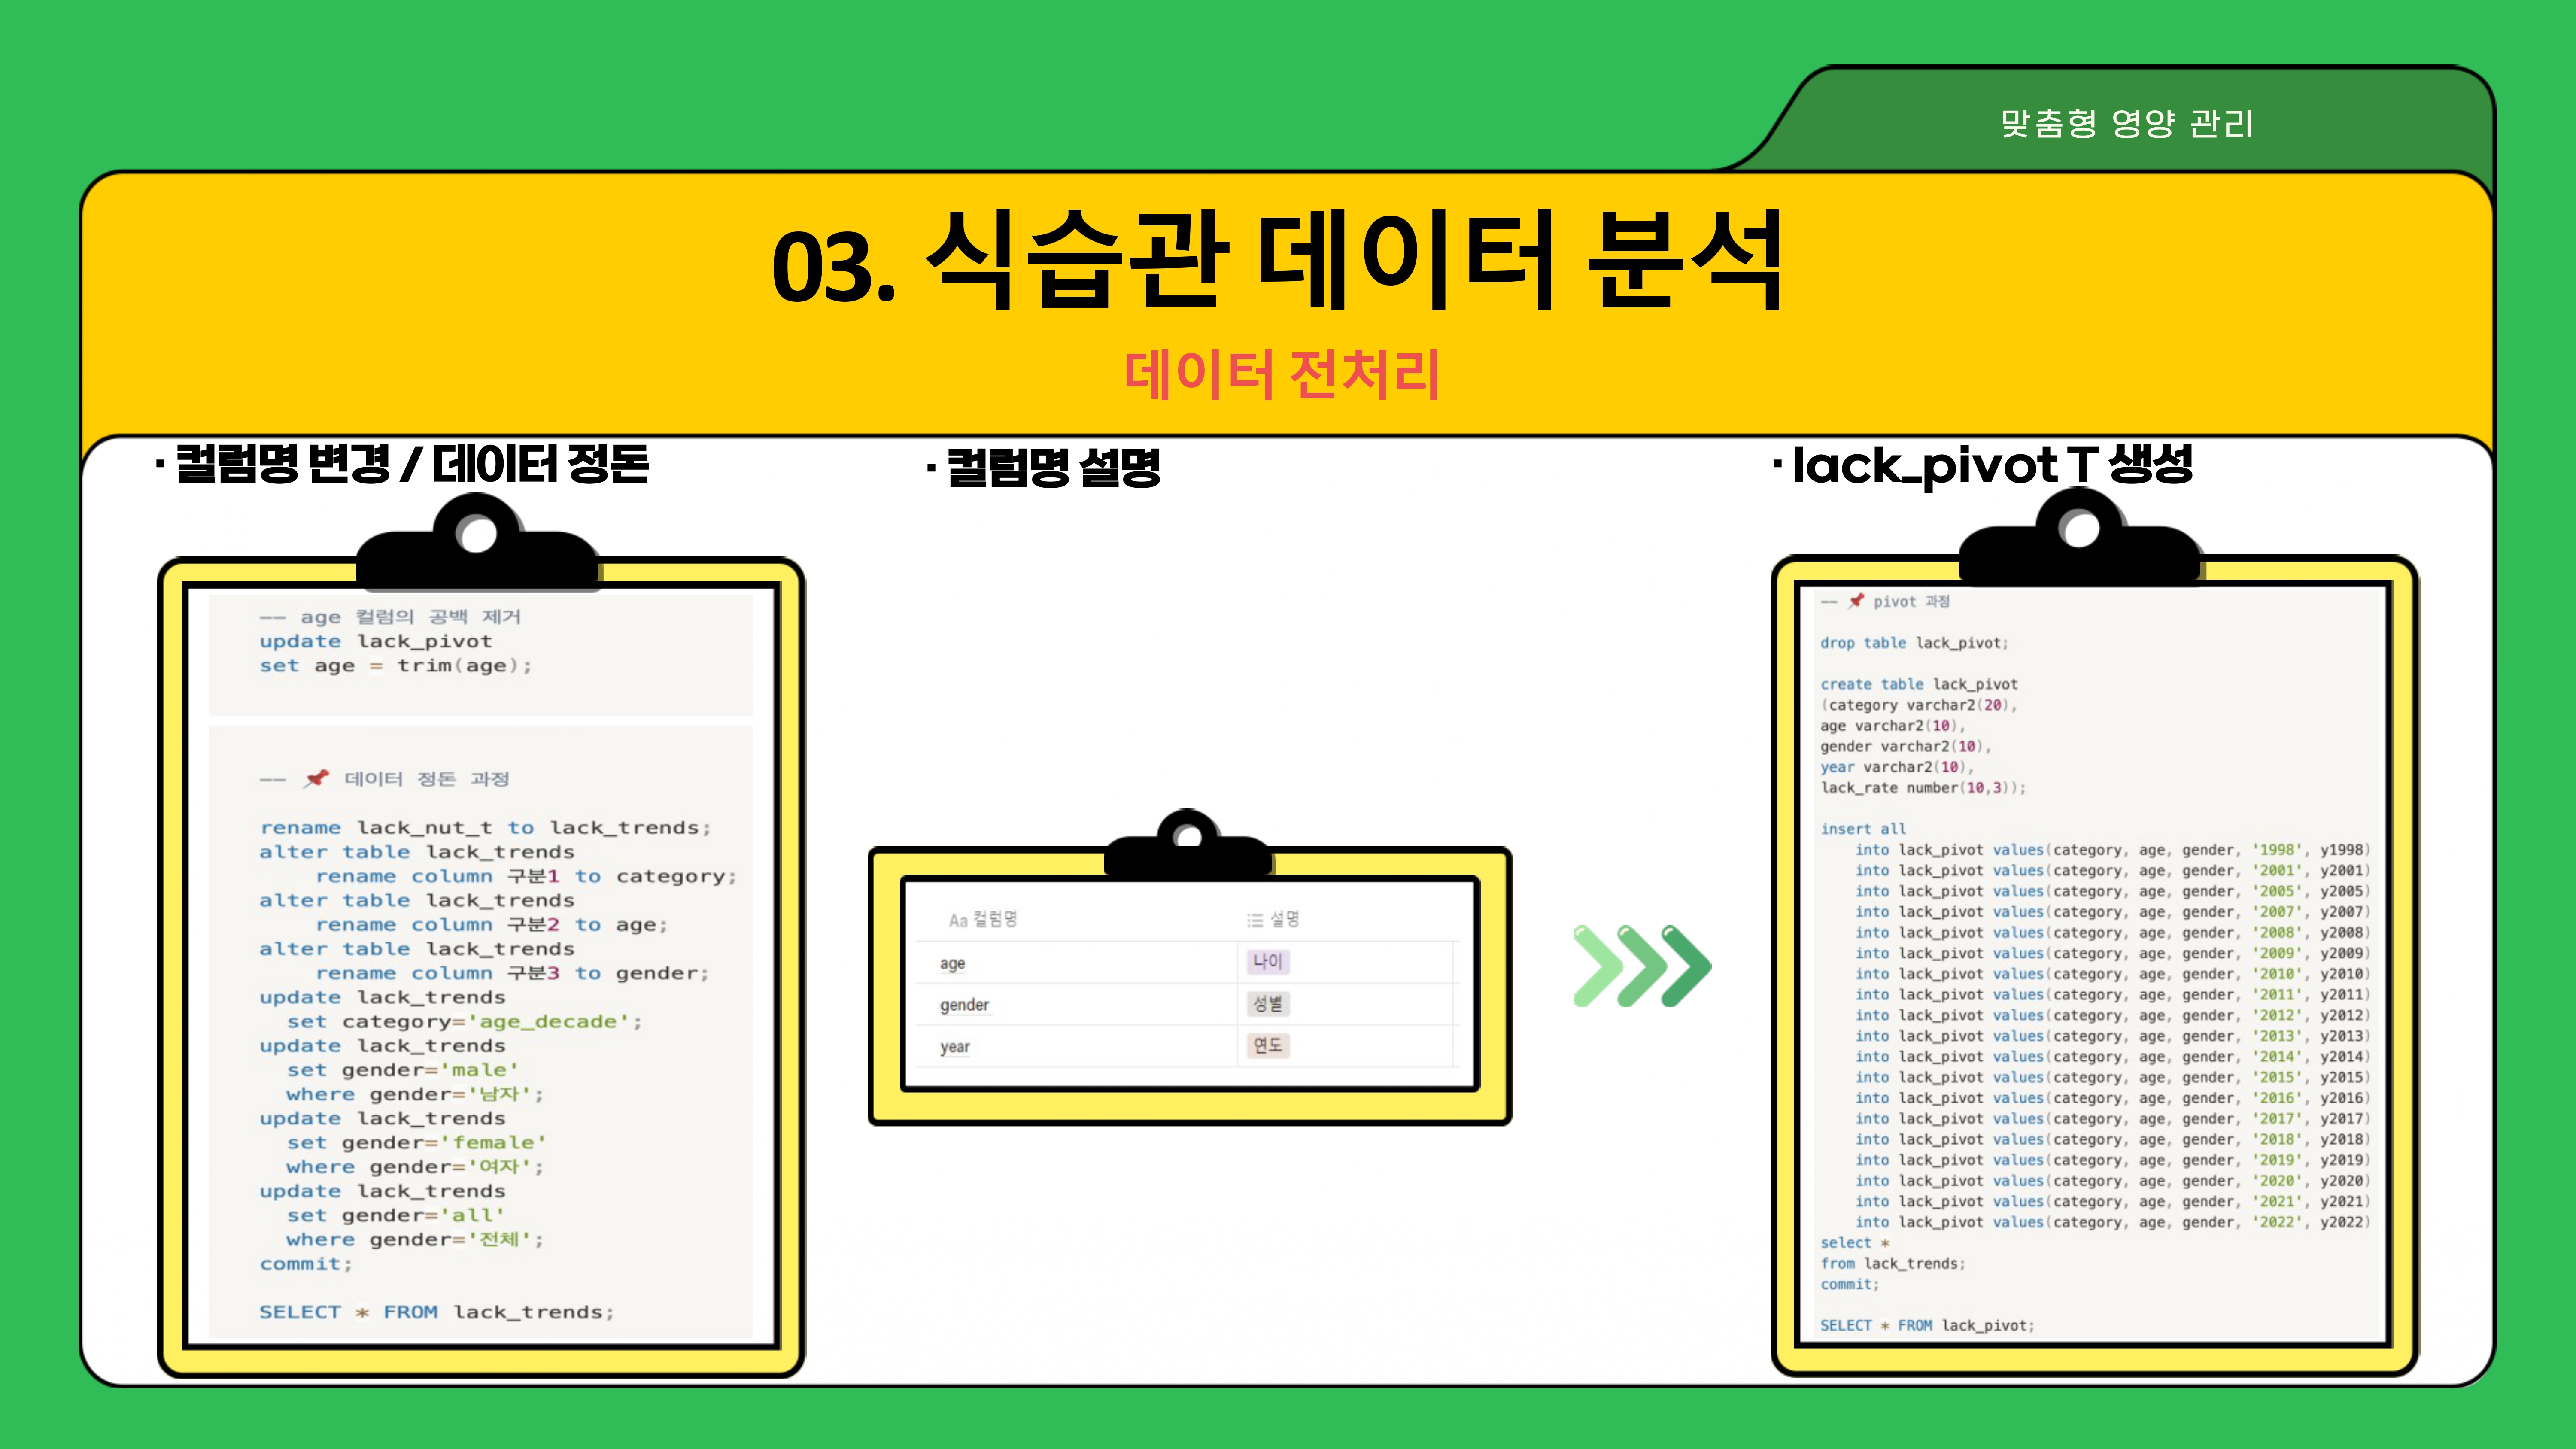 맞춤형 영양 관리
03. 식습관 데이터 분석
데이터 전처리
· 컬럼명 변경 / 데이터 정돈
-- age 컬럼의 공백 제거
update lack_pivot
set age = trim(age);
-- 📌 데이터 정돈 과정
rename lack_nut_t to lack_trends;
alter table lack_trends
rename column 구분1 to category;
alter table lack_trends
rename column 구분2 to age;
alter table lack_trends
rename column 구분3 to gender;
update lack_trends
set category='age_decade';
update lack_trends
set gender='male'
where gender='남자';
update lack_trends
set gender='female'
where gender='여자';
update lack_trends
set gender='all'
where gender='전체';
commit;
SELECT * FROM lack_trends;
· 컬럼명 설명
Aa 컬럼명 설명
age 나이
gender 성별
year 연도
· lack_pivot T 생성
-- 📌 pivot 과정
drop table lack_pivot;
create table lack_pivot
(category varchar2(20),
age varchar2(10),
gender varchar2(10),
year varchar2(10),
lack_rate number(10,3));
insert all
into lack_pivot values(category, age, gender, '1998', y1998)
into lack_pivot values(category, age, gender, '2001', y2001)
into lack_pivot values(category, age, gender, '2005', y2005)
into lack_pivot values(category, age, gender, '2007', y2007)
into lack_pivot values(category, age, gender, '2008', y2008)
into lack_pivot values(category, age, gender, '2009', y2009)
into lack_pivot values(category, age, gender, '2010', y2010)
into lack_pivot values(category, age, gender, '2011', y2011)
into lack_pivot values(category, age, gender, '2012', y2012)
into lack_pivot values(category, age, gender, '2013', y2013)
into lack_pivot values(category, age, gender, '2014', y2014)
into lack_pivot values(category, age, gender, '2015', y2015)
into lack_pivot values(category, age, gender, '2016', y2016)
into lack_pivot values(category, age, gender, '2017', y2017)
into lack_pivot values(category, age, gender, '2018', y2018)
into lack_pivot values(category, age, gender, '2019', y2019)
into lack_pivot values(category, age, gender, '2020', y2020)
into lack_pivot values(category, age, gender, '2021', y2021)
into lack_pivot values(category, age, gender, '2022', y2022)
select *
from lack_trends;
commit;
SELECT * FROM lack_pivot;